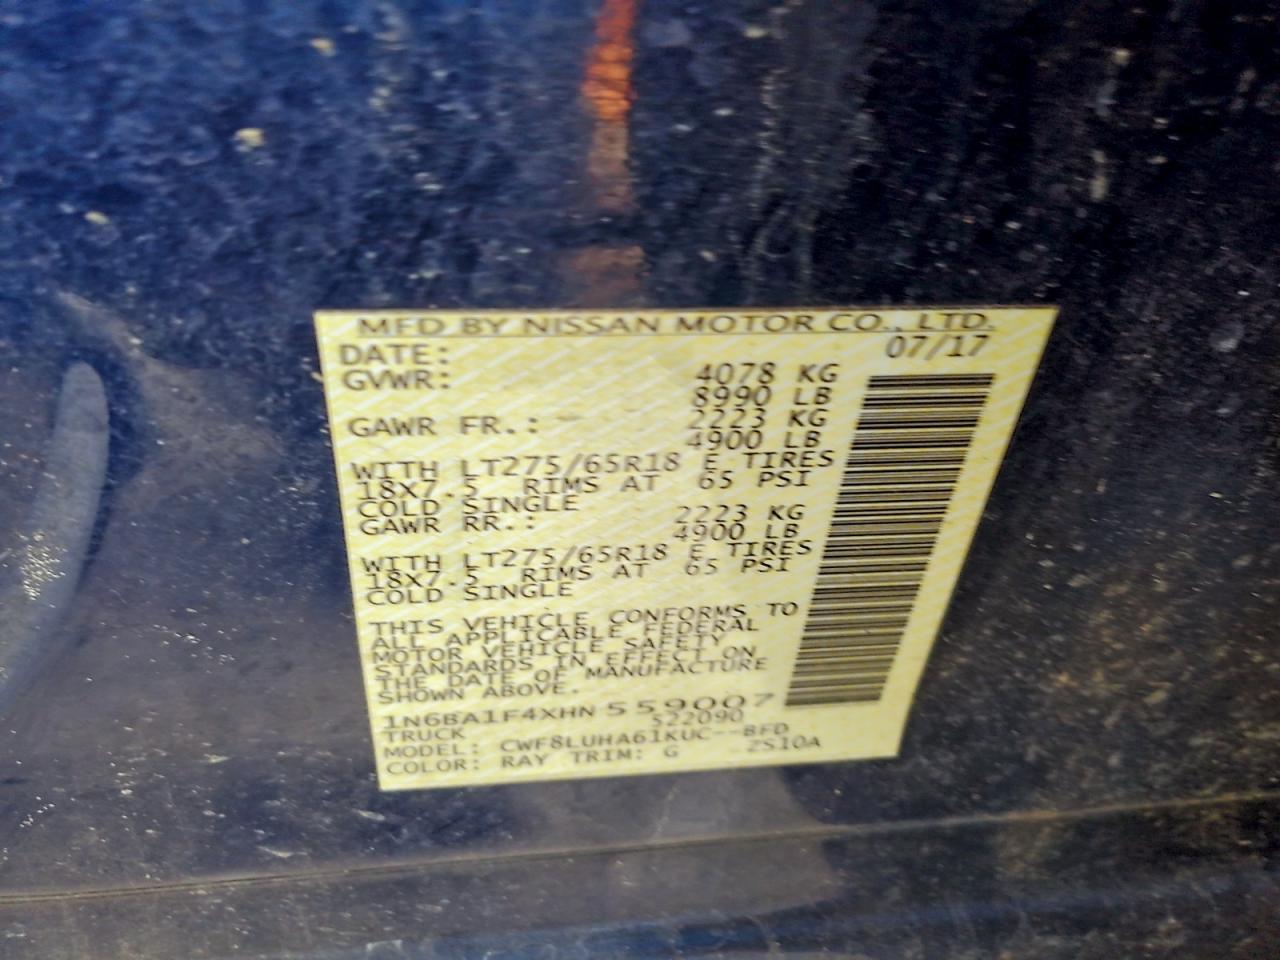 MFD BY NISSAN MOTOR CO., LTD.
DATE: 07/17
GVWR: 4078 KG
8990 LB
GAWR FR.: 2223 KG
4900 LB
WITH LT275/65R18 E TIRES
18X7.5 RIMS AT 65 PSI
COLD SINGLE
GAWR RR.: 2223 KG
4900 LB
WITH LT275/65R18 E TIRES
18X7.5 RIMS AT 65 PSI
COLD SINGLE
THIS VEHICLE CONFORMS TO
ALL APPLICABLE FEDERAL
MOTOR VEHICLE SAFETY
STANDARDS IN EFFECT ON
THE DATE OF MANUFACTURE
SHOWN ABOVE.
1N6BA1F4XHN559007
TRUCK 522090
MODEL: CWF8LUHA61KUC--BFD
COLOR: RAY TRIM: G 2S10A